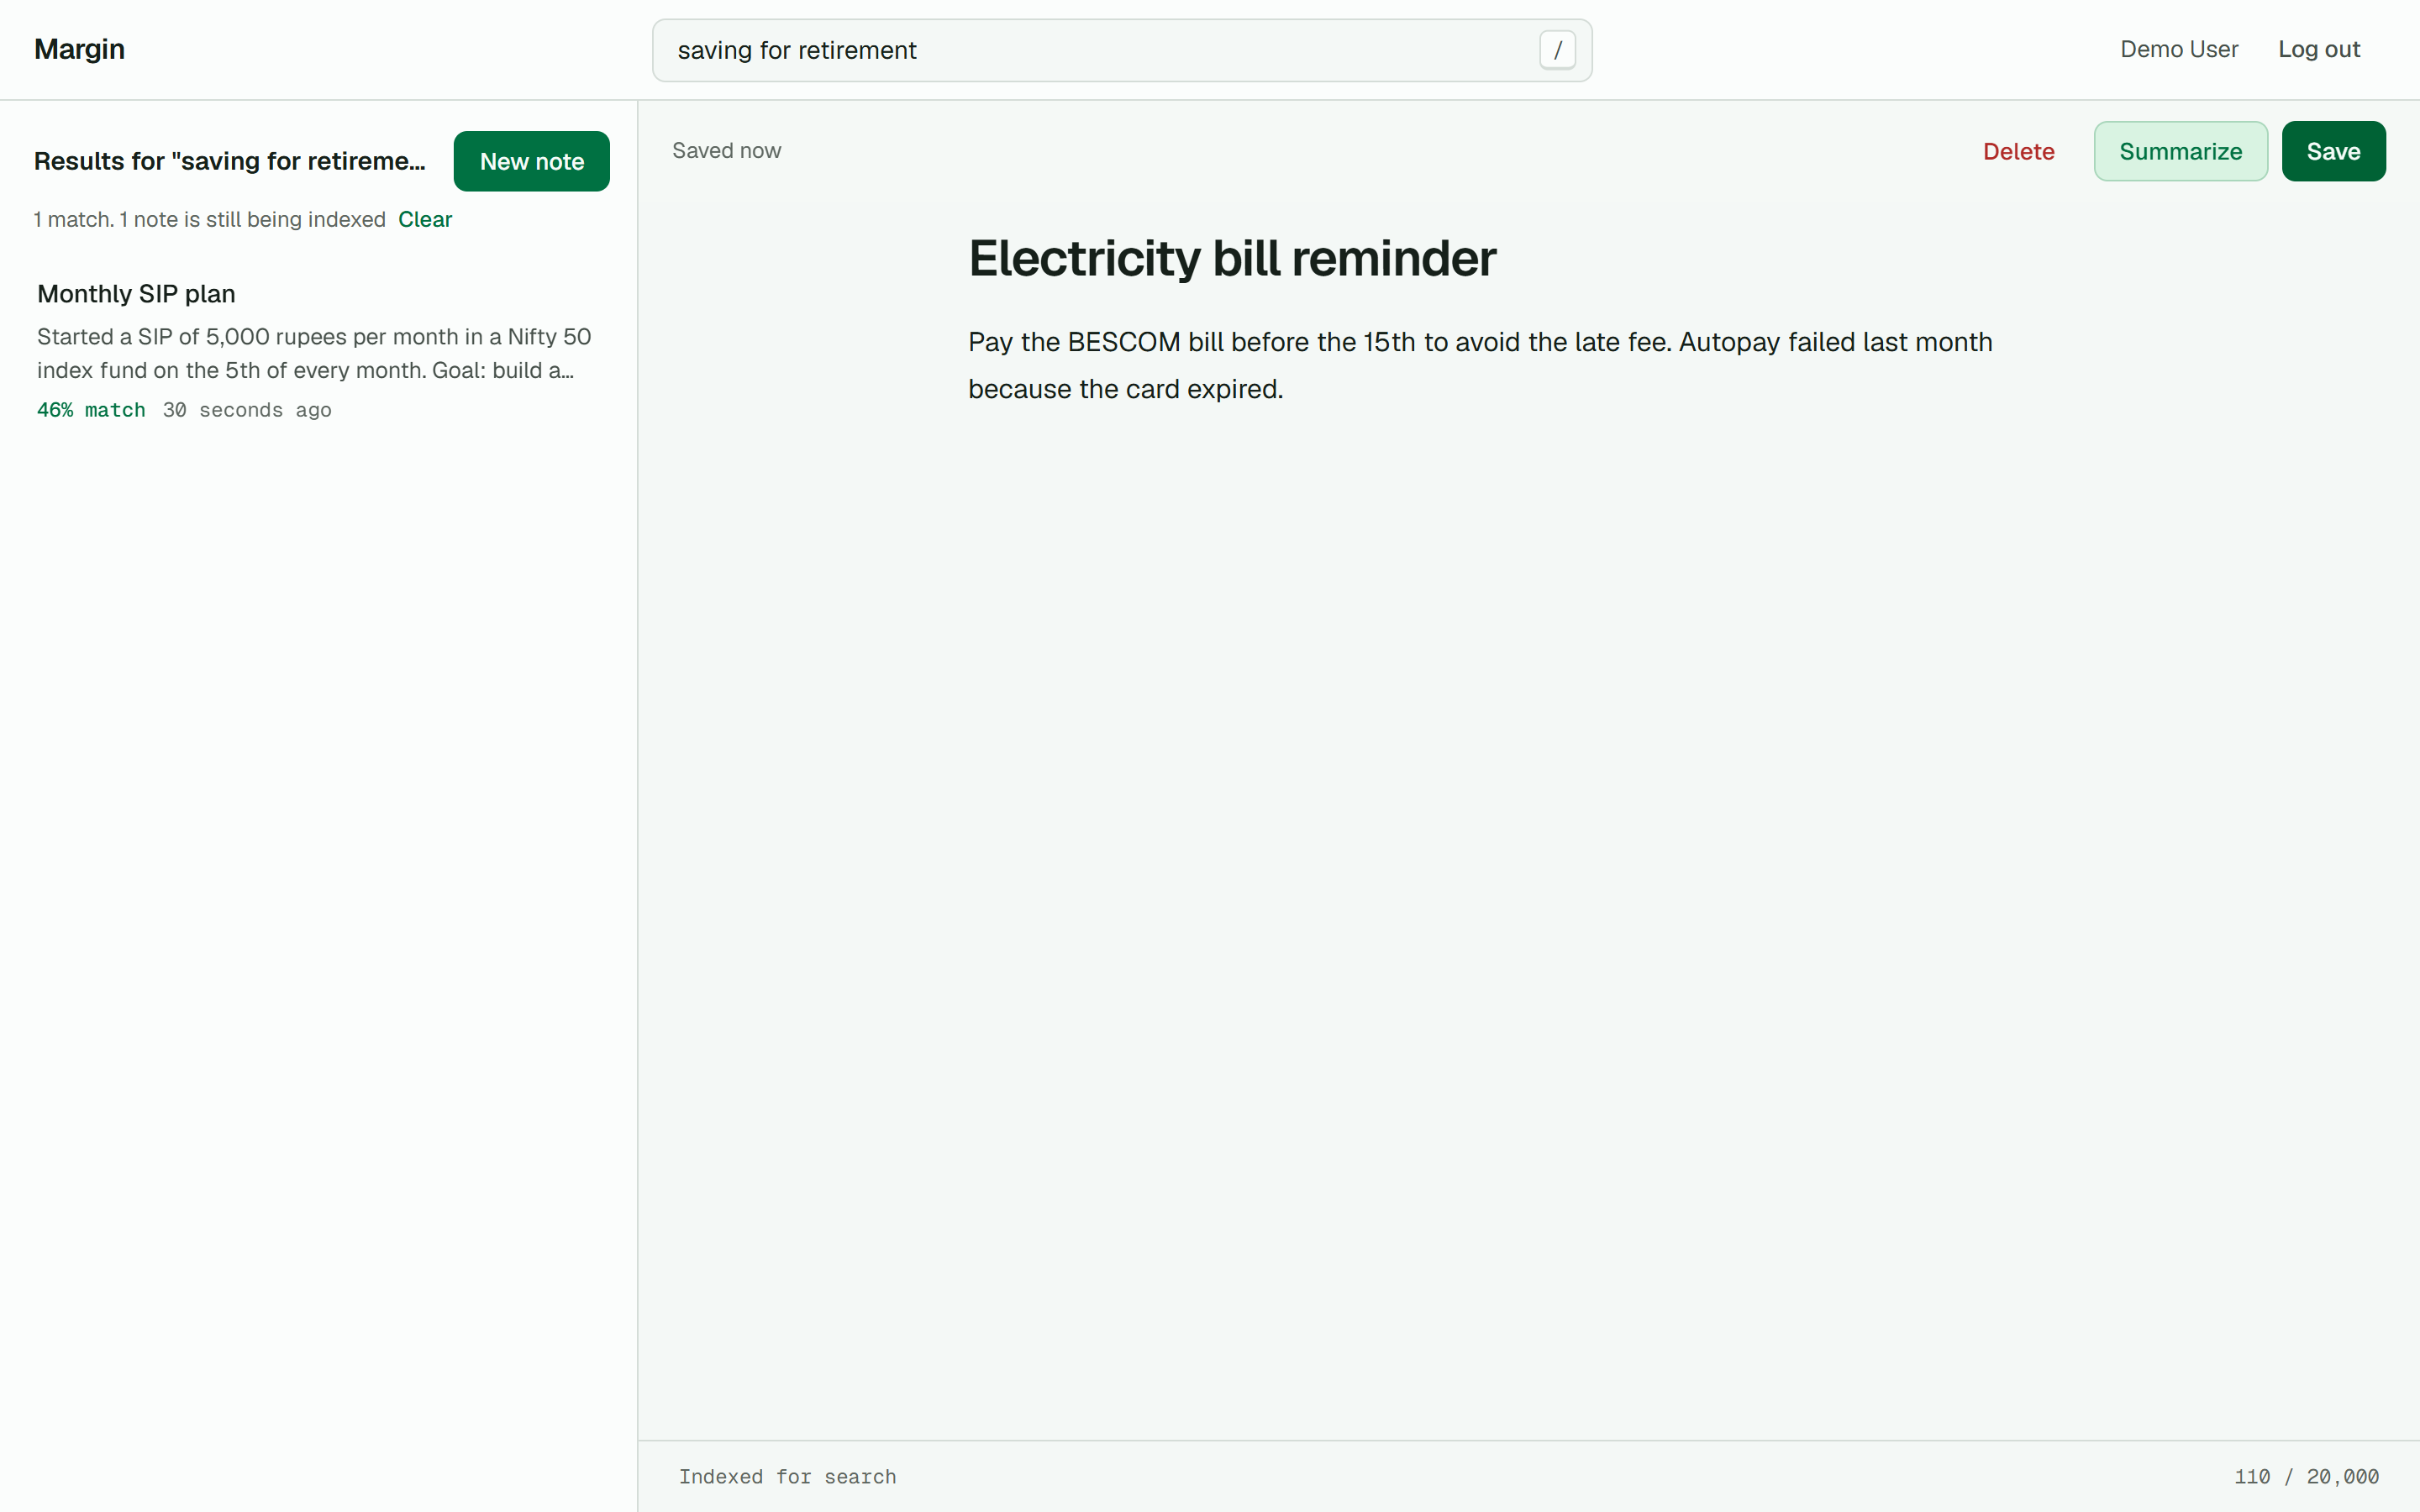 Margin
saving for retirement
/
Demo User
Log out
Results for "saving for retireme...
New note
1 match. 1 note is still being indexed Clear
Monthly SIP plan
Started a SIP of 5,000 rupees per month in a Nifty 50
index fund on the 5th of every month. Goal: build a...
46% match 30 seconds ago
Saved now
Delete
Summarize
Save
Electricity bill reminder
Pay the BESCOM bill before the 15th to avoid the late fee. Autopay failed last month
because the card expired.
Indexed for search
110 / 20,000